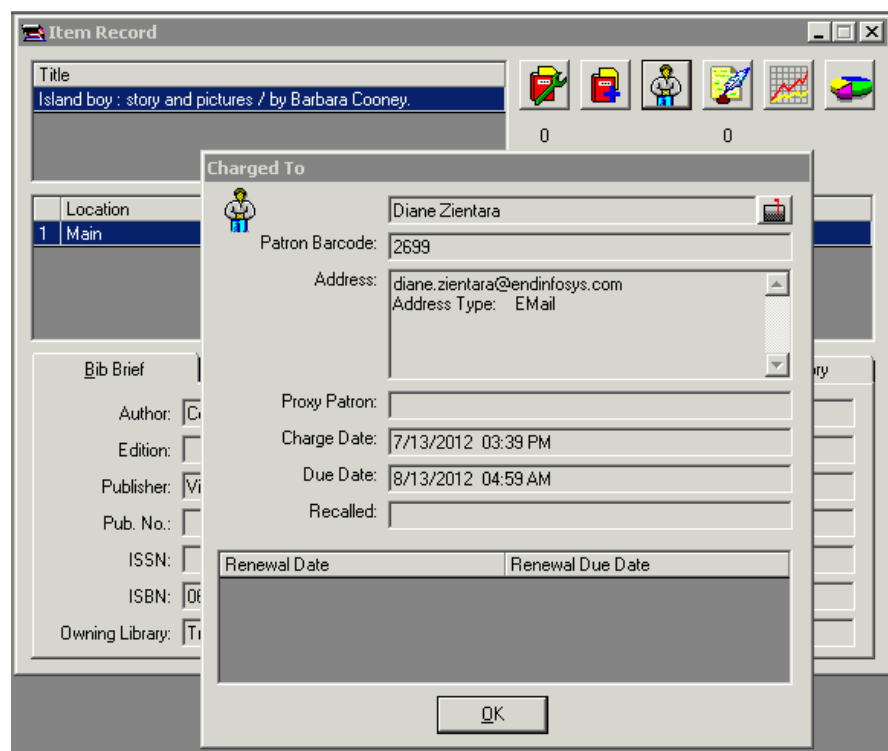 Item Record
Title
Island boy : story and pictures / by Barbara Cooney.
0 0
Charged To
Diane Zientara
Patron Barcode: 2699
Address: diane.zientara@endinfosys.com
Address Type: EMail
Proxy Patron:
Charge Date: 7/13/2012 03:39 PM
Due Date: 8/13/2012 04:59 AM
Recalled:
Renewal Date Renewal Due Date
OK
Location
1 Main
Bib Brief
Author:
Edition:
Publisher:
Pub. No.:
ISSN:
ISBN:
Owning Library: